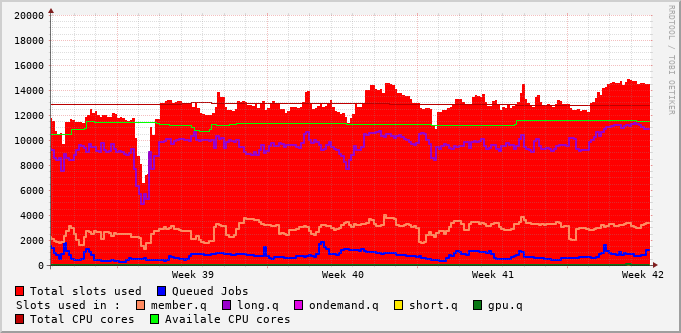 20000
18000
16000
14000
12000
10000
8000
6000
4000
2000
0
Week 39 Week 40 Week 41 Week 42
Total slots used Queued Jobs
Slots used in : member.q long.q ondemand.q short.q gpu.q
Total CPU cores Availale CPU cores
RRDTOOL / TOBI OETIKER